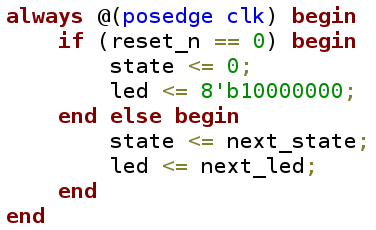 always @(posedge clk) begin
    if (reset_n == 0) begin
        state <= 0;
        led <= 8'b10000000;
    end else begin
        state <= next_state;
        led <= next_led;
    end
end